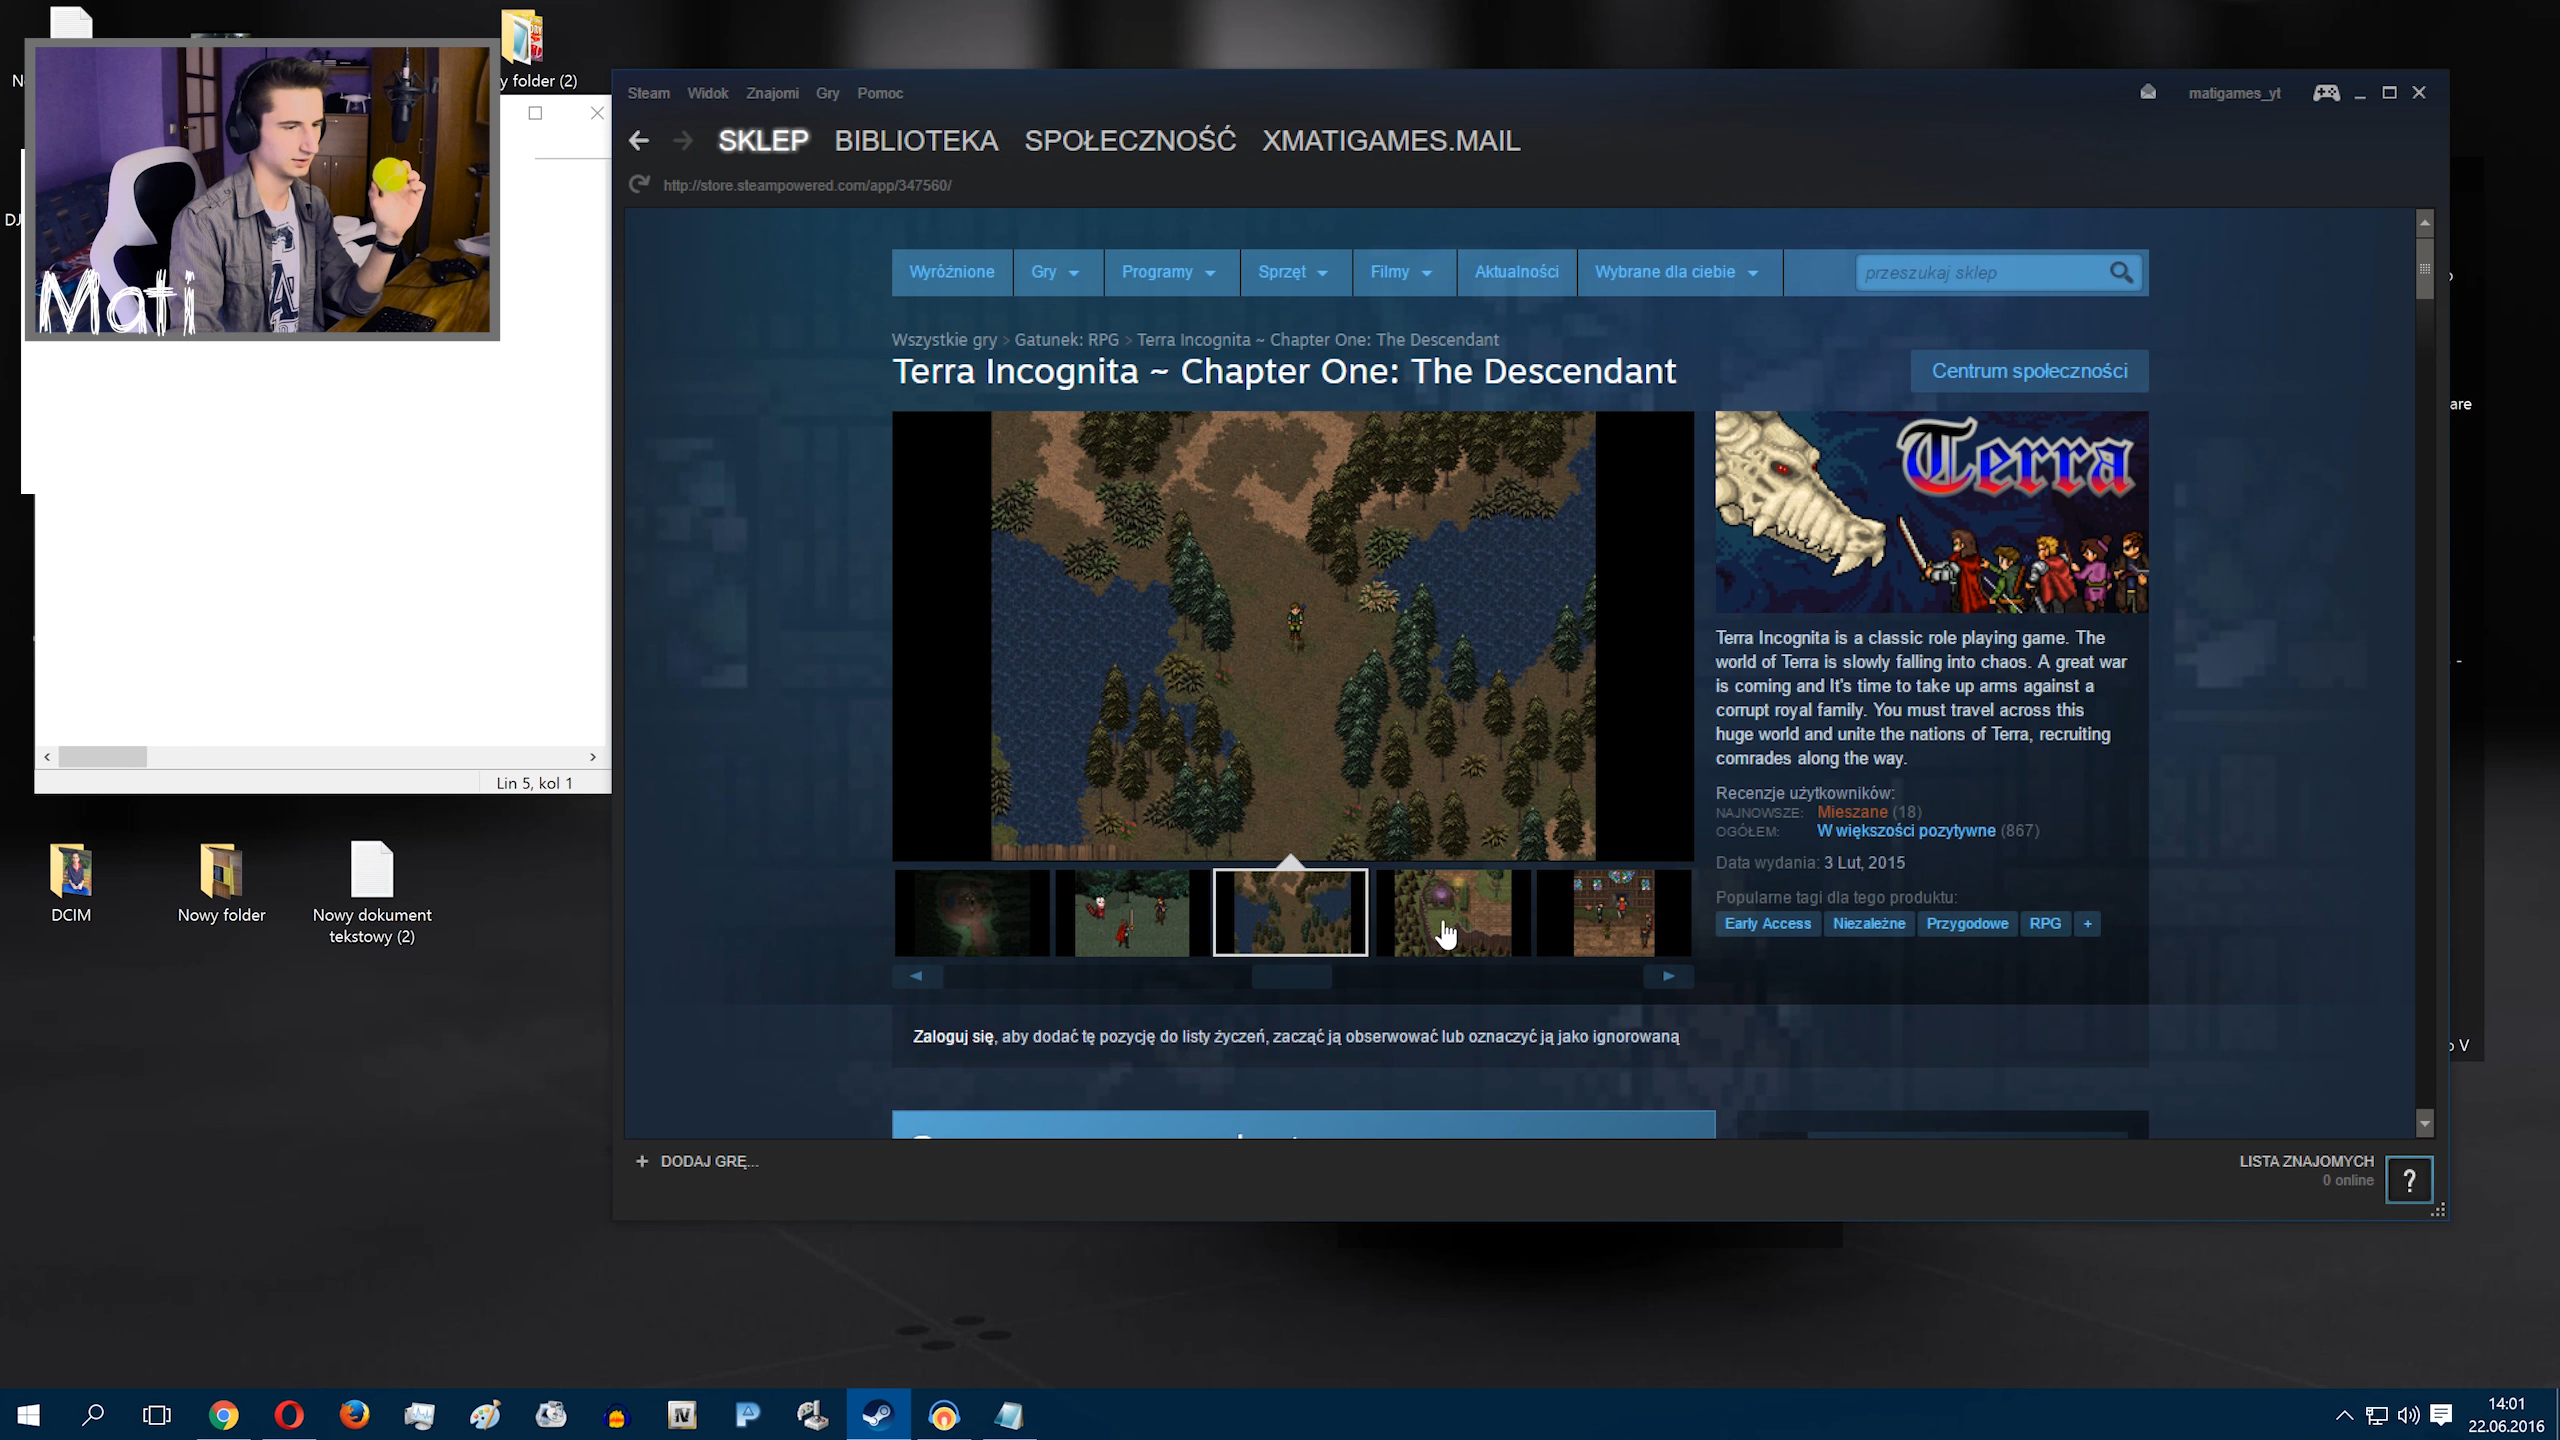 y folder (2)
Mati
Lin 5, kol 1
DCIM
Nowy folder
Nowy dokument
tekstowy (2)
Steam Widok Znajomi Gry Pomoc
matigames_yt
SKLEP BIBLIOTEKA SPOŁECZNOŚĆ XMATIGAMES.MAIL
http://store.steampowered.com/app/347560/
Wyróżnione Gry Programy Sprzęt Filmy Aktualności Wybrane dla ciebie przeszukaj sklep
Wszystkie gry > Gatunek: RPG > Terra Incognita ~ Chapter One: The Descendant
Terra Incognita ~ Chapter One: The Descendant
Centrum społeczności
Terra
Terra Incognita is a classic role playing game. The
world of Terra is slowly falling into chaos. A great war
is coming and It's time to take up arms against a
corrupt royal family. You must travel across this
huge world and unite the nations of Terra, recruiting
comrades along the way.
Recenzje użytkowników:
NAJNOWSZE: Mieszane (18)
OGÓŁEM: W większości pozytywne (867)
Data wydania: 3 Lut, 2015
Popularne tagi dla tego produktu:
Early Access Niezależne Przygodowe RPG +
Zaloguj się, aby dodać tę pozycję do listy życzeń, zacząć ją obserwować lub oznaczyć ją jako ignorowaną
+ DODAJ GRĘ...
LISTA ZNAJOMYCH
0 online
?
are
o V
14:01
22.06.2016